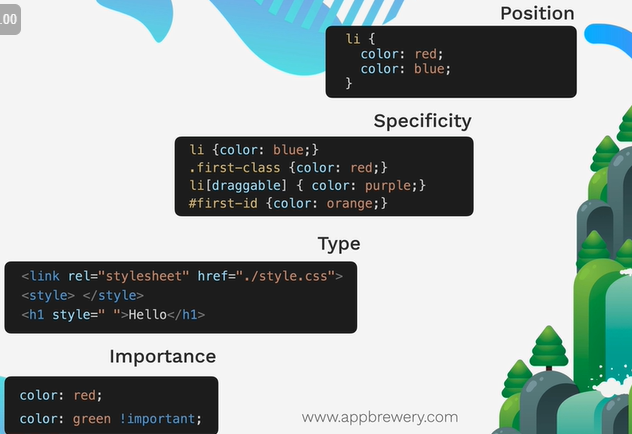 .00
Position
li {
  color: red;
  color: blue;
}
Specificity
li {color: blue;}
.first-class {color: red;}
li[draggable] { color: purple;}
#first-id {color: orange;}
Type
<link rel="stylesheet" href="./style.css">
<style> </style>
<h1 style=" ">Hello</h1>
Importance
color: red;
color: green !important;
www.appbrewery.com